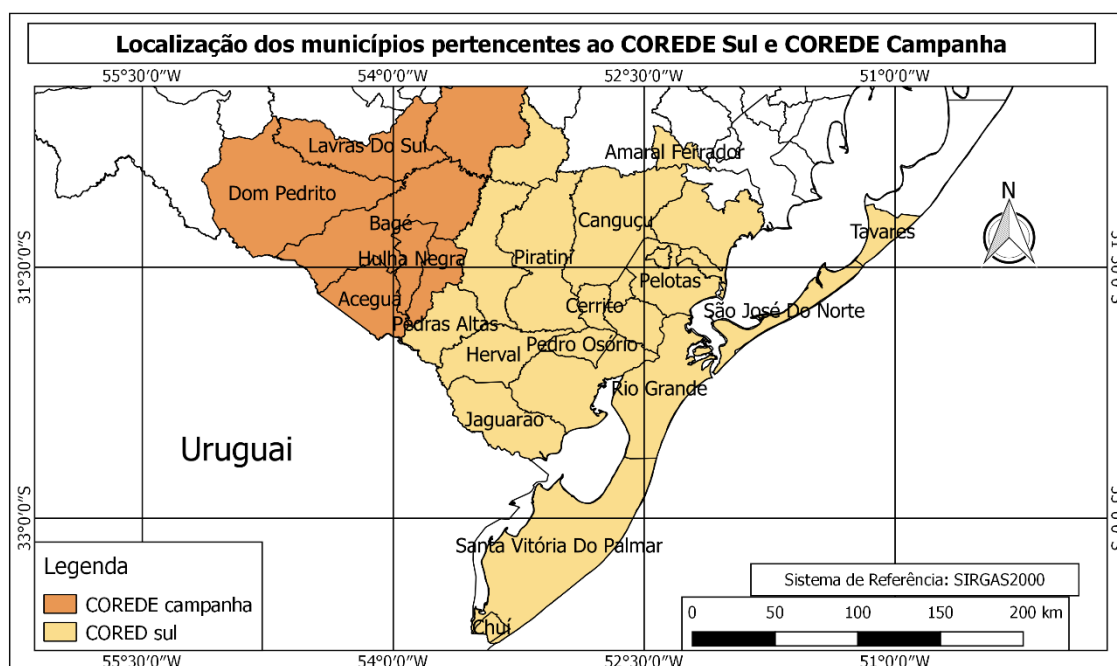 Localização dos municípios pertencentes ao COREDE Sul e COREDE Campanha
55°30'0"W
54°0'0"W
52°30'0"W
51°0'0"W
Lavras Do Sul
Amaral Ferrador
Dom Pedrito
N
Bagé
Canguçu
Tavares
Hulha Negra
Piratini
31°30'0"S
Pelotas
Aceguá
Cerrito
São José Do Norte
Pedras Altas
Pedro Osório
Herval
Rio Grande
Jaguarão
Uruguai
33°0'0"S
Santa Vitória Do Palmar
Legenda
COREDE campanha
CORED sul
Chuí
Sistema de Referência: SIRGAS2000
0 50 100 150 200 km
55°30'0"W
54°0'0"W
52°30'0"W
51°0'0"W